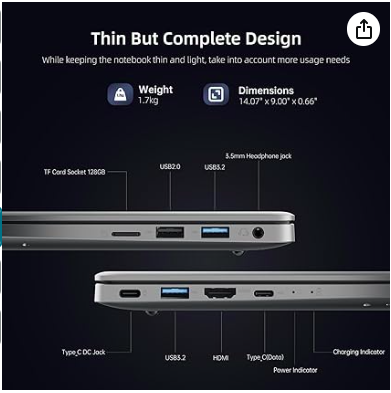 Thin But Complete Design
While keeping the notebook thin and light, take into account more usage needs
Weight
1.7kg
Dimensions
14.07" x 9.00" x 0.66"
3.5mm Headphone jack
TF Card Socket 128GB
USB2.0
USB3.2
Type_C DC Jack
USB3.2
HDMI
Type_C(Data)
Charging Indicator
Power Indicator